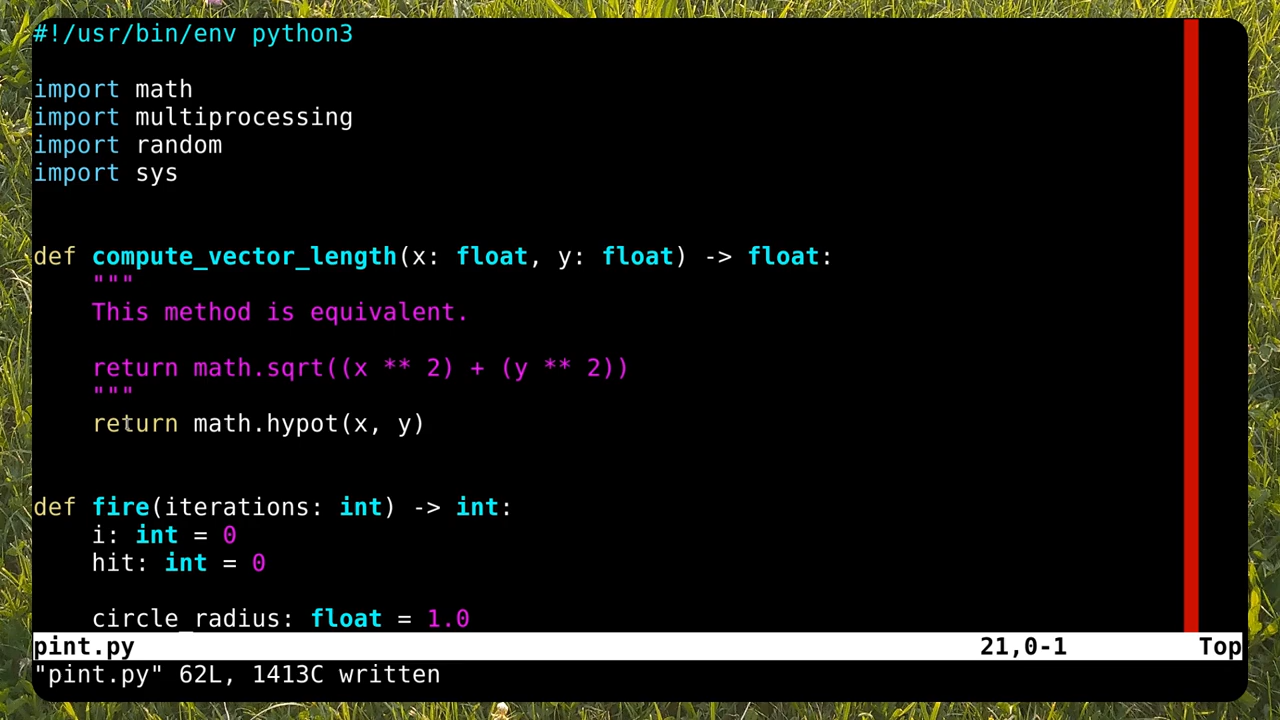 #!/usr/bin/env python3
import math
import multiprocessing
import random
import sys
def compute_vector_length(x: float, y: float) -> float:
"""
This method is equivalent.
return math.sqrt((x ** 2) + (y ** 2))
"""
return math.hypot(x, y)
def fire(iterations: int) -> int:
i: int = 0
hit: int = 0
circle_radius: float = 1.0
pint.py 21,0-1 Top
"pint.py" 62L, 1413C written